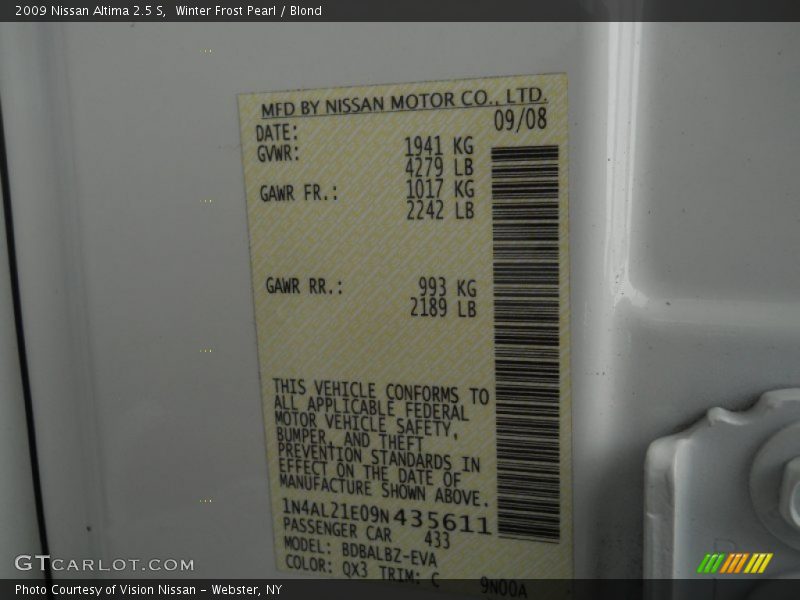 2009 Nissan Altima 2.5 S,  Winter Frost Pearl / Blond
MFD BY NISSAN MOTOR CO., LTD.
DATE: 09/08
GVWR: 1941 KG
4279 LB
GAWR FR.: 1017 KG
2242 LB
GAWR RR.: 993 KG
2189 LB
THIS VEHICLE CONFORMS TO
ALL APPLICABLE FEDERAL
MOTOR VEHICLE SAFETY,
BUMPER, AND THEFT
PREVENTION STANDARDS IN
EFFECT ON THE DATE OF
MANUFACTURE SHOWN ABOVE.
1N4AL21E09N435611
PASSENGER CAR 433
MODEL: BDBALBZ-EVA
COLOR: QX3 TRIM: C 9N00A
GTCARLOT.COM
Photo Courtesy of Vision Nissan - Webster, NY